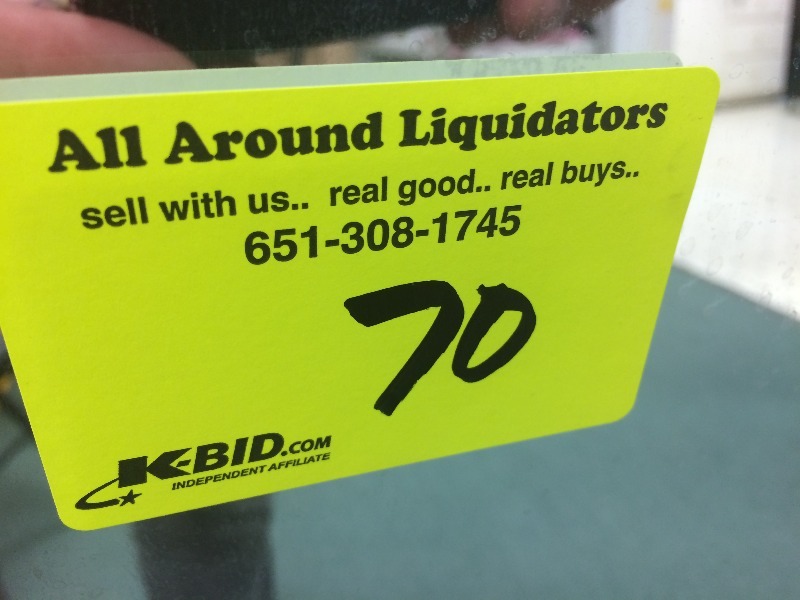 All Around Liquidators
sell with us.. real good.. real buys..
651-308-1745
70
K-BID.COM
INDEPENDENT AFFILIATE